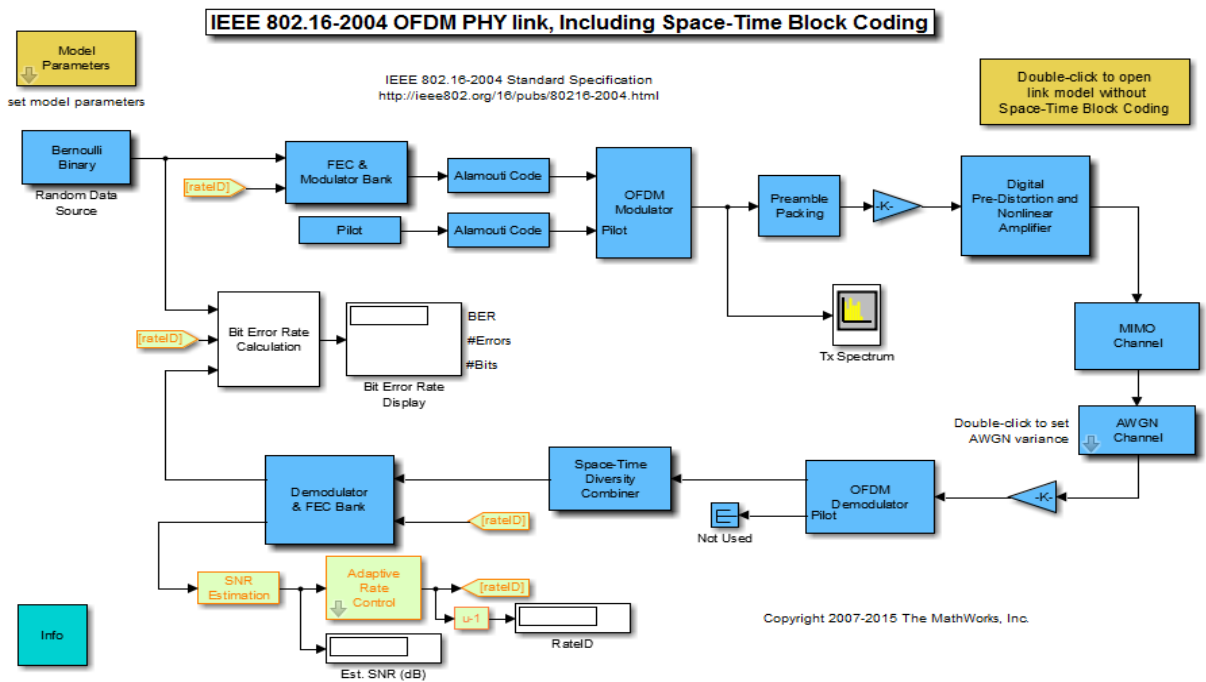 IEEE 802.16-2004 OFDM PHY link, Including Space-Time Block Coding
Model
Parameters
set model parameters
IEEE 802.16-2004 Standard Specification
http://ieee802.org/16/pubs/80216-2004.html
Double-click to open
link model without
Space-Time Block Coding
Bernoulli
Binary
Random Data
Source
[rateID]
FEC &
Modulator Bank
Alamouti Code
Pilot
Alamouti Code
OFDM
Modulator
Pilot
Preamble
Packing
-K-
Digital
Pre-Distortion and
Nonlinear
Amplifier
[rateID]
Bit Error Rate
Calculation
BER
#Errors
#Bits
Bit Error Rate
Display
Tx Spectrum
MIMO
Channel
Double-click to set
AWGN variance
AWGN
Channel
Demodulator
& FEC Bank
Space-Time
Diversity
Combiner
[rateID]
Not Used
OFDM
Demodulator
Pilot
-K-
SNR
Estimation
Adaptive
Rate
Control
[rateID]
u-1
RateID
Est. SNR (dB)
Info
Copyright 2007-2015 The MathWorks, Inc.